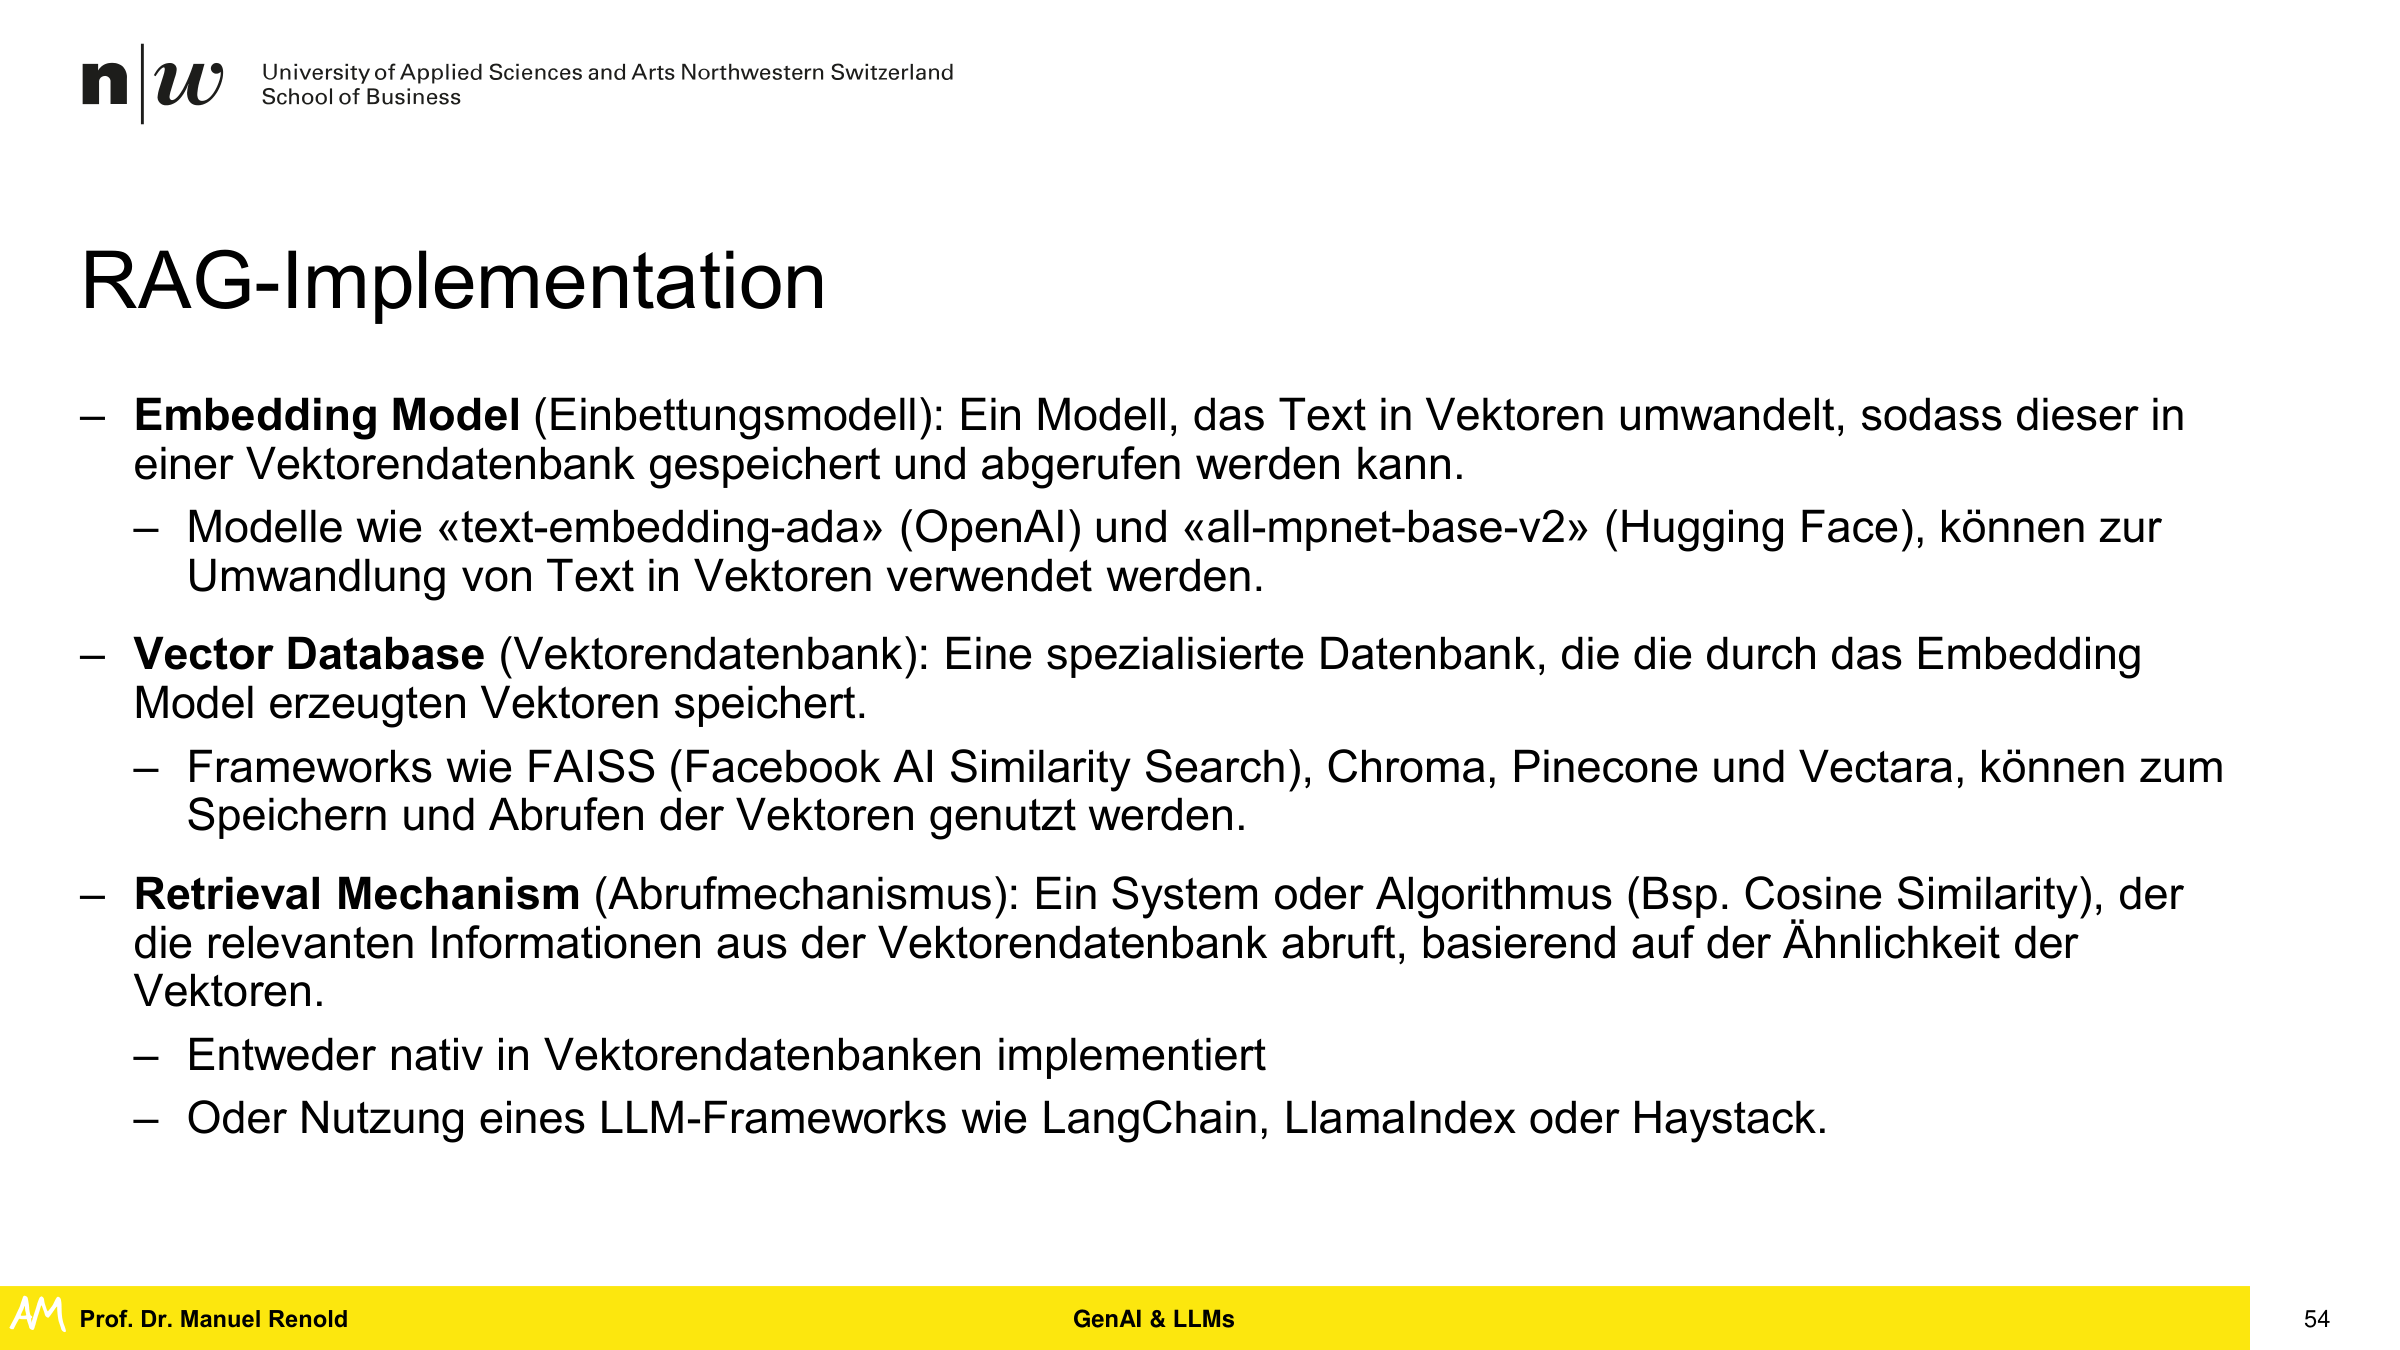 n w University of Applied Sciences and Arts Northwestern Switzerland
School of Business
RAG-Implementation
– Embedding Model (Einbettungsmodell): Ein Modell, das Text in Vektoren umwandelt, sodass dieser in
einer Vektorendatenbank gespeichert und abgerufen werden kann.
– Modelle wie «text-embedding-ada» (OpenAI) und «all-mpnet-base-v2» (Hugging Face), können zur
Umwandlung von Text in Vektoren verwendet werden.
– Vector Database (Vektorendatenbank): Eine spezialisierte Datenbank, die die durch das Embedding
Model erzeugten Vektoren speichert.
– Frameworks wie FAISS (Facebook AI Similarity Search), Chroma, Pinecone und Vectara, können zum
Speichern und Abrufen der Vektoren genutzt werden.
– Retrieval Mechanism (Abrufmechanismus): Ein System oder Algorithmus (Bsp. Cosine Similarity), der
die relevanten Informationen aus der Vektorendatenbank abruft, basierend auf der Ähnlichkeit der
Vektoren.
– Entweder nativ in Vektorendatenbanken implementiert
– Oder Nutzung eines LLM-Frameworks wie LangChain, LlamaIndex oder Haystack.
AM Prof. Dr. Manuel Renold GenAI & LLMs 54